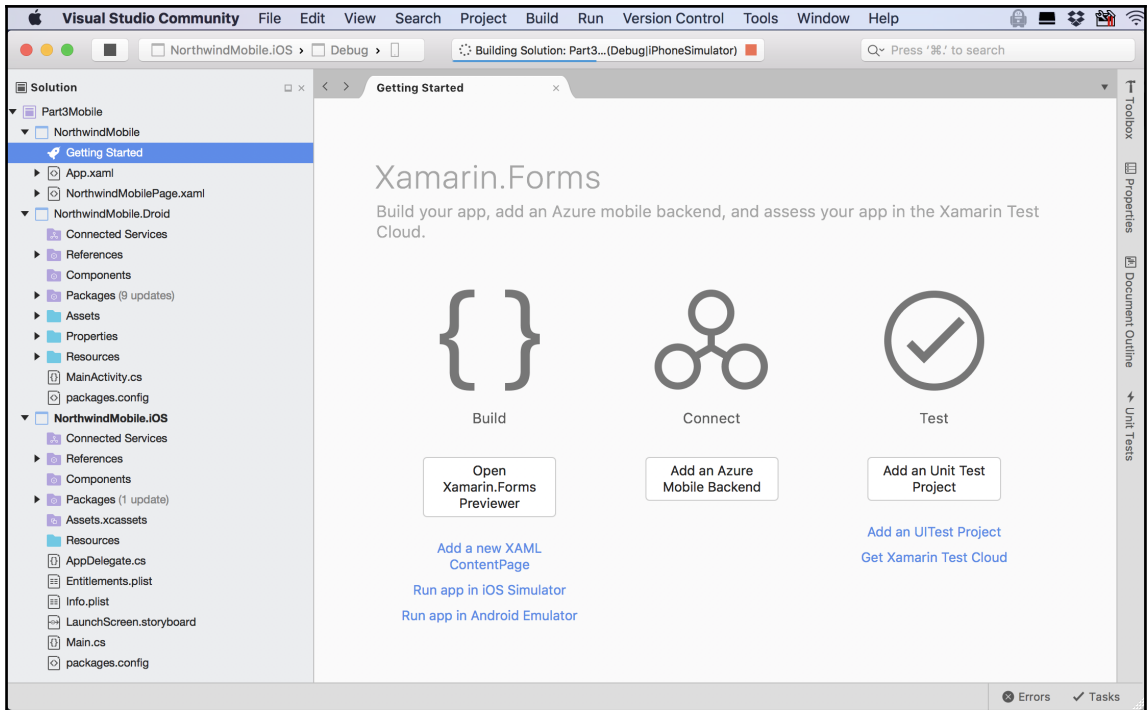 Visual Studio Community File Edit View Search Project Build Run Version Control Tools Window Help
NorthwindMobile.iOS › Debug ›
Building Solution: Part3...(Debug|iPhoneSimulator)
Press '⌘.' to search
Solution
Getting Started
Part3Mobile
NorthwindMobile
Getting Started
App.xaml
NorthwindMobilePage.xaml
NorthwindMobile.Droid
Connected Services
References
Components
Packages (9 updates)
Assets
Properties
Resources
MainActivity.cs
packages.config
NorthwindMobile.iOS
Connected Services
References
Components
Packages (1 update)
Assets.xcassets
Resources
AppDelegate.cs
Entitlements.plist
Info.plist
LaunchScreen.storyboard
Main.cs
packages.config
Xamarin.Forms
Build your app, add an Azure mobile backend, and assess your app in the Xamarin Test
Cloud.
Build
Open
Xamarin.Forms
Previewer
Add a new XAML
ContentPage
Run app in iOS Simulator
Run app in Android Emulator
Connect
Add an Azure
Mobile Backend
Test
Add an Unit Test
Project
Add an UITest Project
Get Xamarin Test Cloud
Toolbox
Properties
Document Outline
Unit Tests
Errors
Tasks